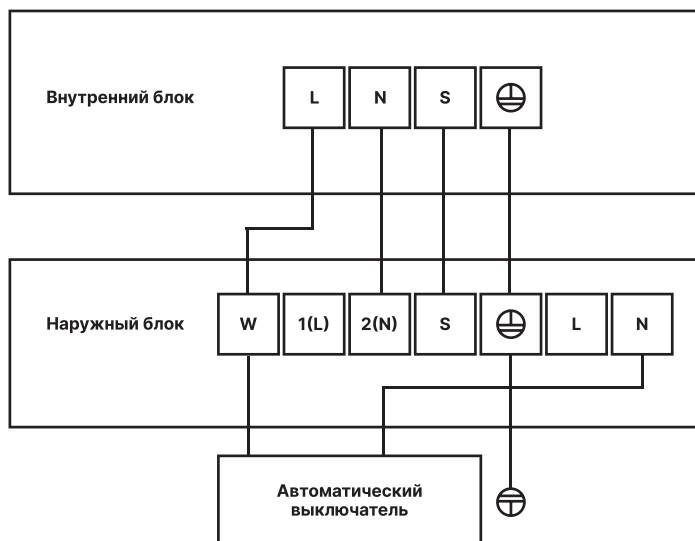 Внутренний блок
L
N
S
Наружный блок
W
1(L)
2(N)
S
L
N
Автоматический
выключатель